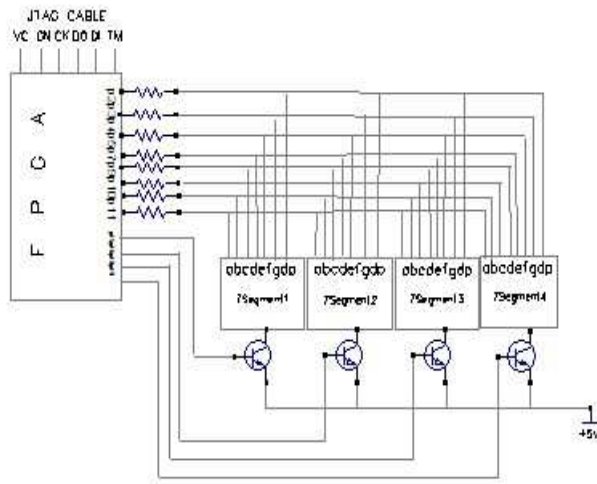 JTAG CABLE
VC GN CK DO DI TM
F P G A
abcdefgdp
abcdefgdp
abcdefgdp
abcdefgdp
7Segment1
7Segment2
7Segment3
7Segment4
+5v